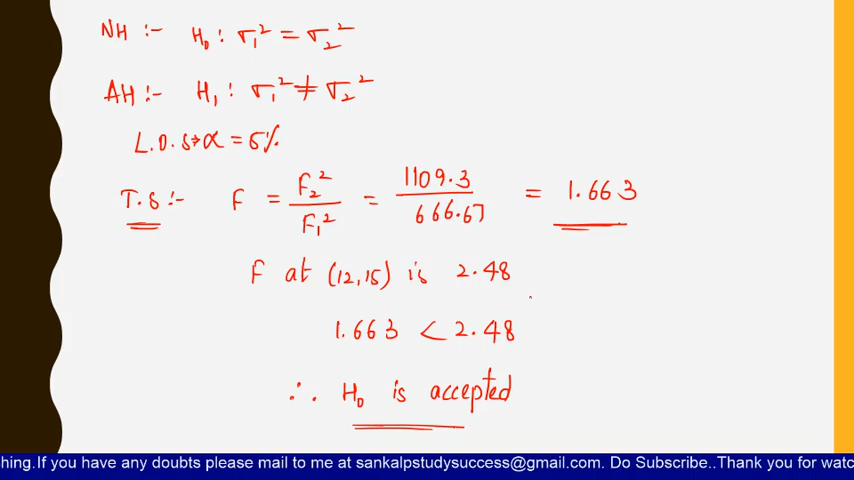 NH :- H₀ : σ₁² = σ₂²
AH :- H₁ : σ₁² ≠ σ₂²
L.O.S → α = 5%
T.S :- F = F₂² / F₁² = 1109.3 / 666.67 = 1.663
F at (12,15) is 2.48
1.663 < 2.48
∴ H₀ is accepted
hing.If you have any doubts please mail to me at sankalpstudysuccess@gmail.com. Do Subscribe..Thank you for watc